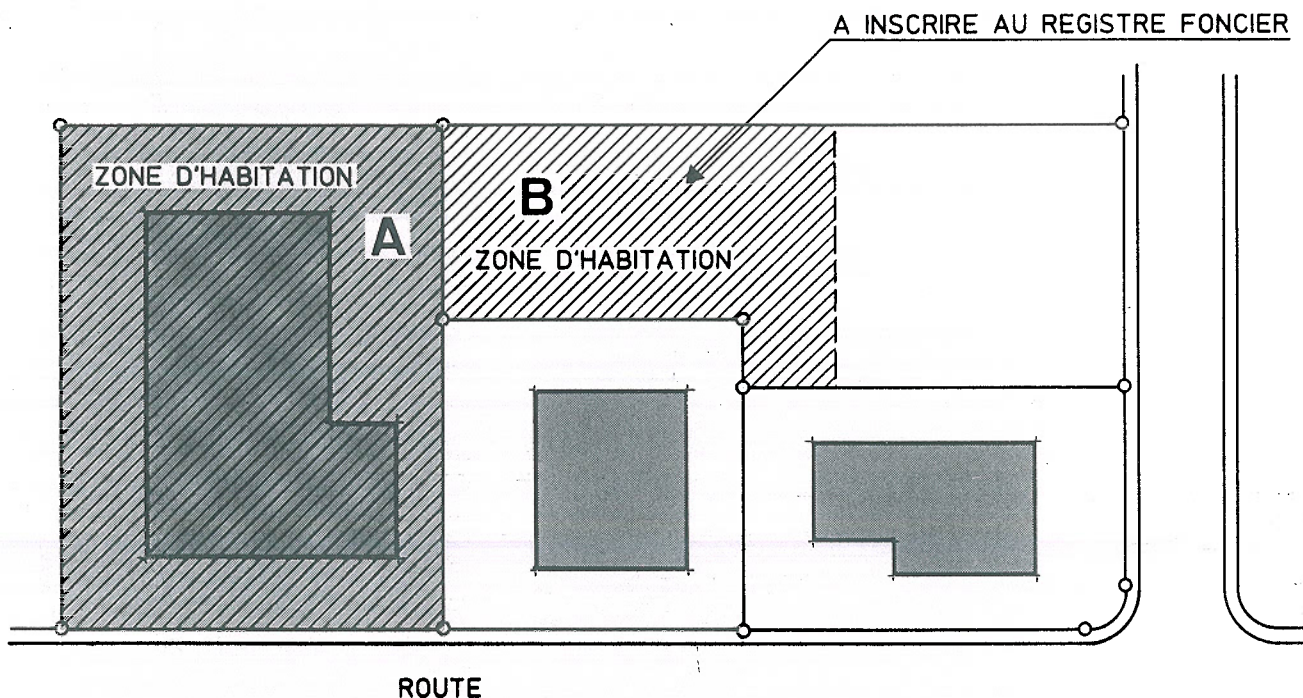 A INSCRIRE AU REGISTRE FONCIER
ZONE D'HABITATION
A
B
ZONE D'HABITATION
ROUTE